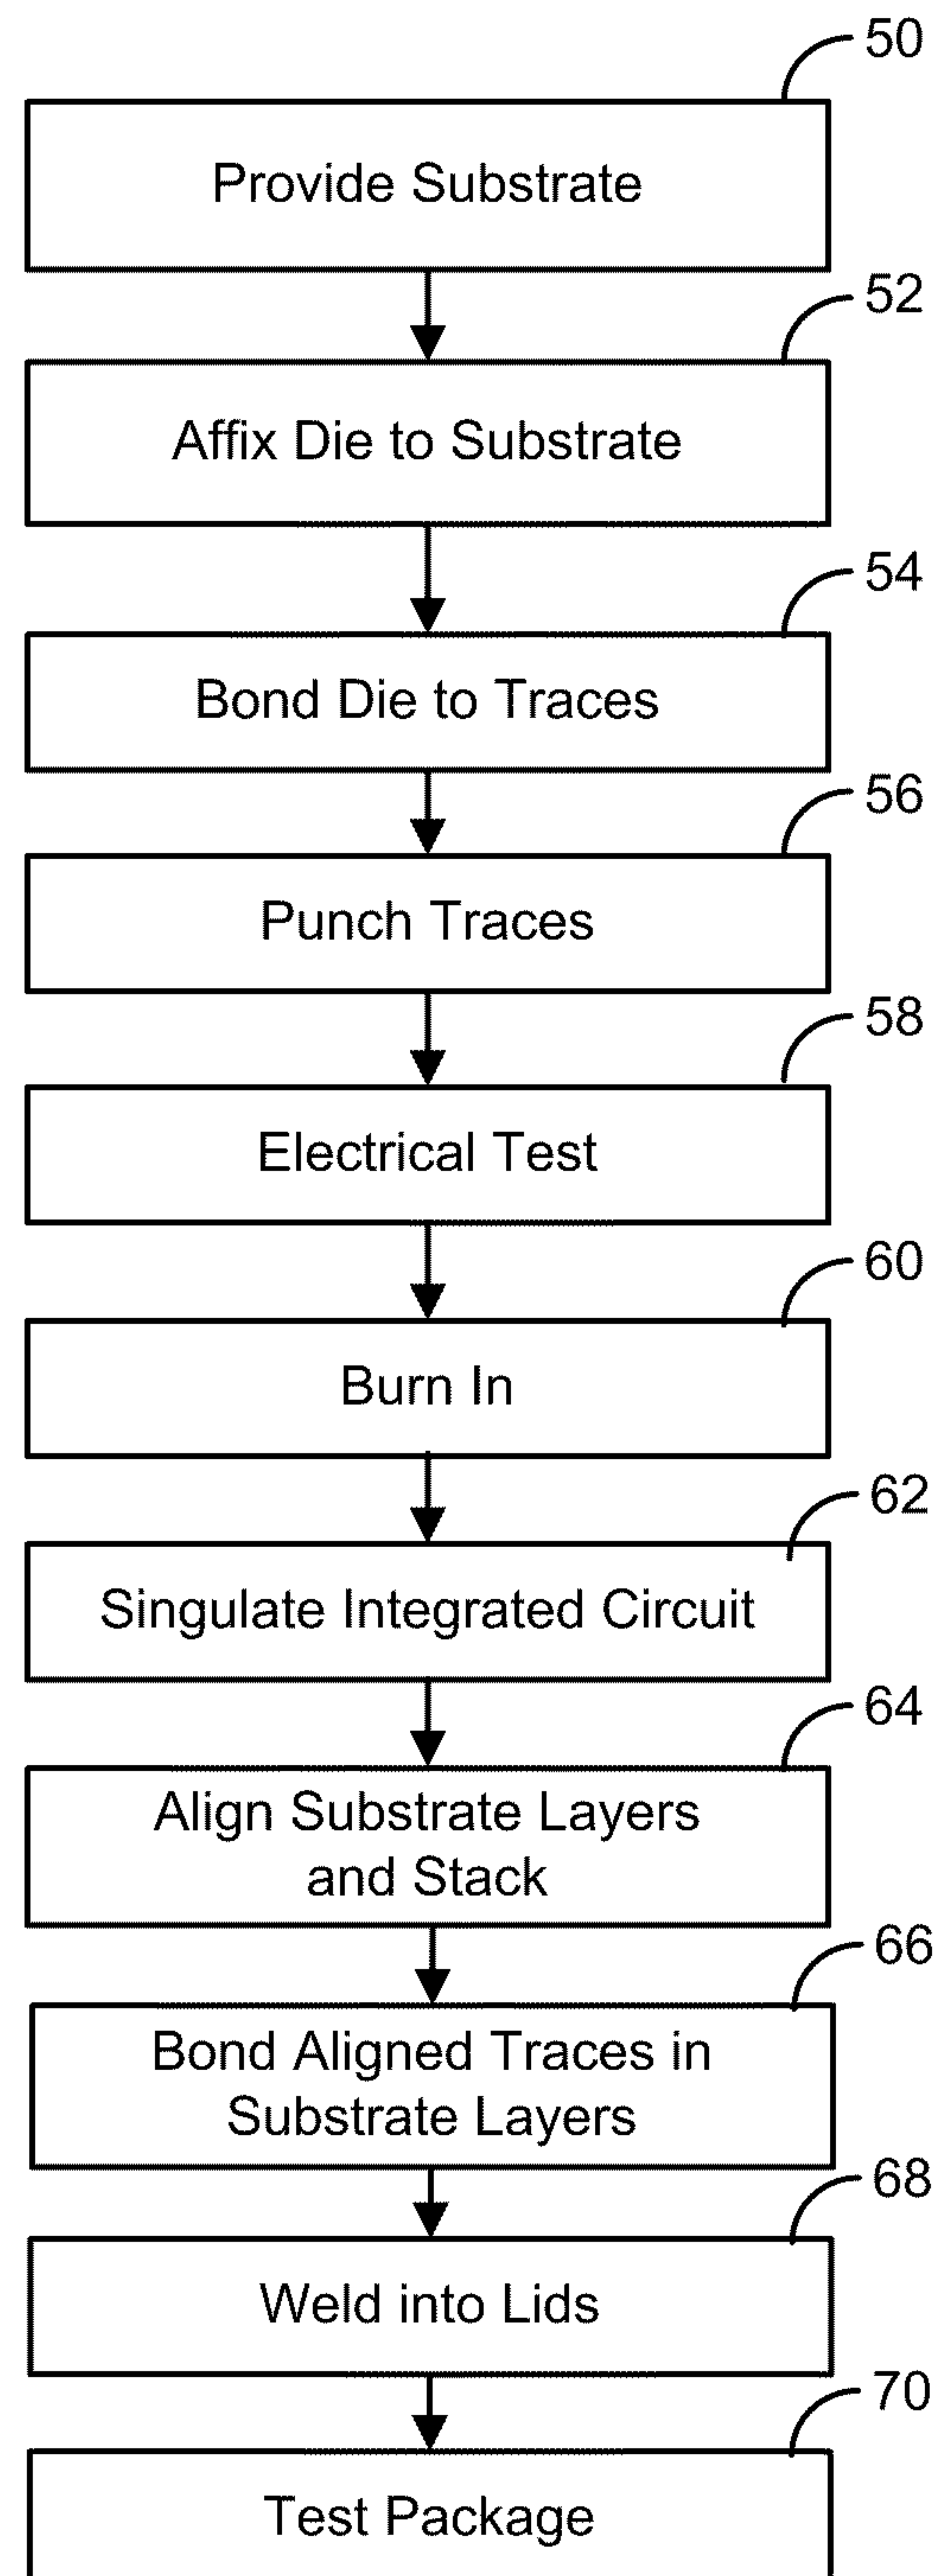 50
Provide Substrate
52
Affix Die to Substrate
54
Bond Die to Traces
56
Punch Traces
58
Electrical Test
60
Burn In
62
Singulate Integrated Circuit
64
Align Substrate Layers
and Stack
66
Bond Aligned Traces in
Substrate Layers
68
Weld into Lids
70
Test Package